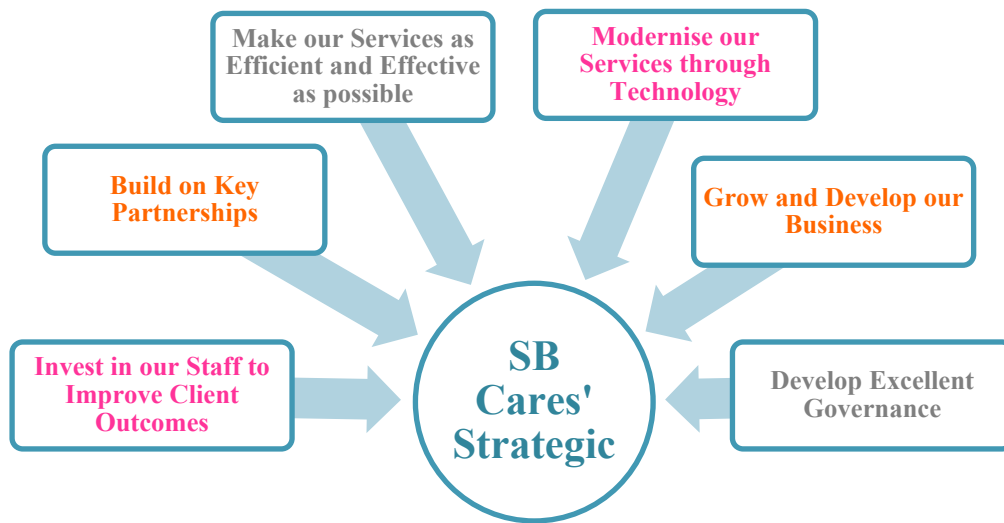 Make our Services as
Efficient and Effective
as possible
Modernise our
Services through
Technology
Build on Key
Partnerships
Grow and Develop our
Business
Invest in our Staff to
Improve Client
Outcomes
SB
Cares'
Strategic
Develop Excellent
Governance